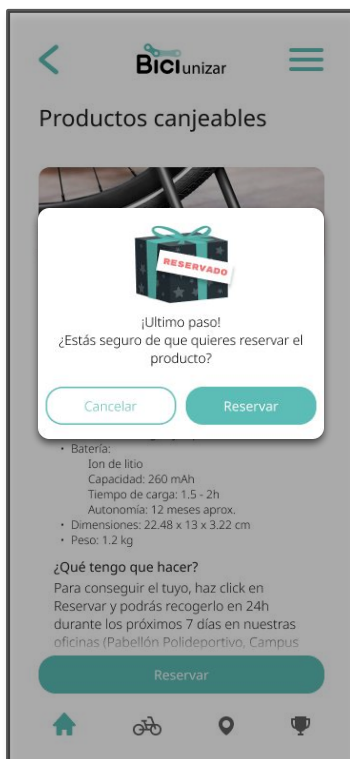 Bici unizar
Productos canjeables
RESERVADO
¡Ultimo paso!
¿Estás seguro de que quieres reservar el
producto?
Cancelar
Reservar
• Batería:
Ion de litio
Capacidad: 260 mAh
Tiempo de carga: 1.5 - 2h
Autonomía: 12 meses aprox.
• Dimensiones: 22.48 x 13 x 3.22 cm
• Peso: 1.2 kg
¿Qué tengo que hacer?
Para conseguir el tuyo, haz click en
Reservar y podrás recogerlo en 24h
durante los próximos 7 días en nuestras
oficinas (Pabellón Polideportivo, Campus
Reservar